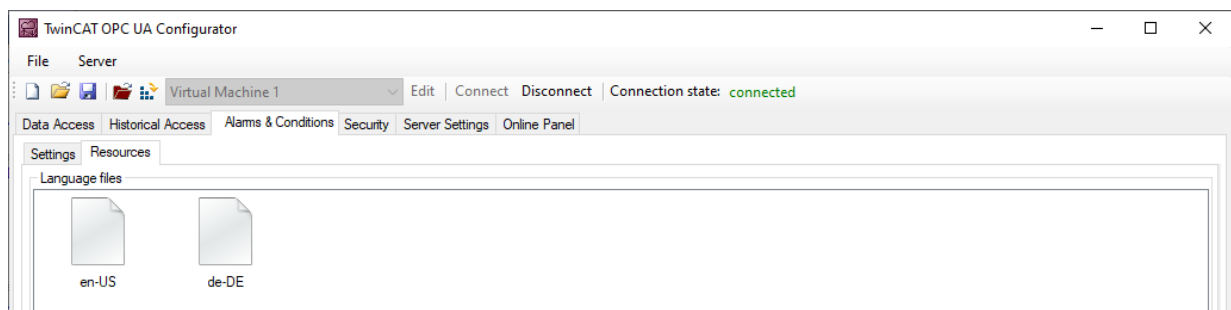 TwinCAT OPC UA Configurator
File Server
Virtual Machine 1 Edit Connect Disconnect Connection state: connected
Data Access Historical Access Alarms & Conditions Security Server Settings Online Panel
Settings Resources
Language files
en-US de-DE